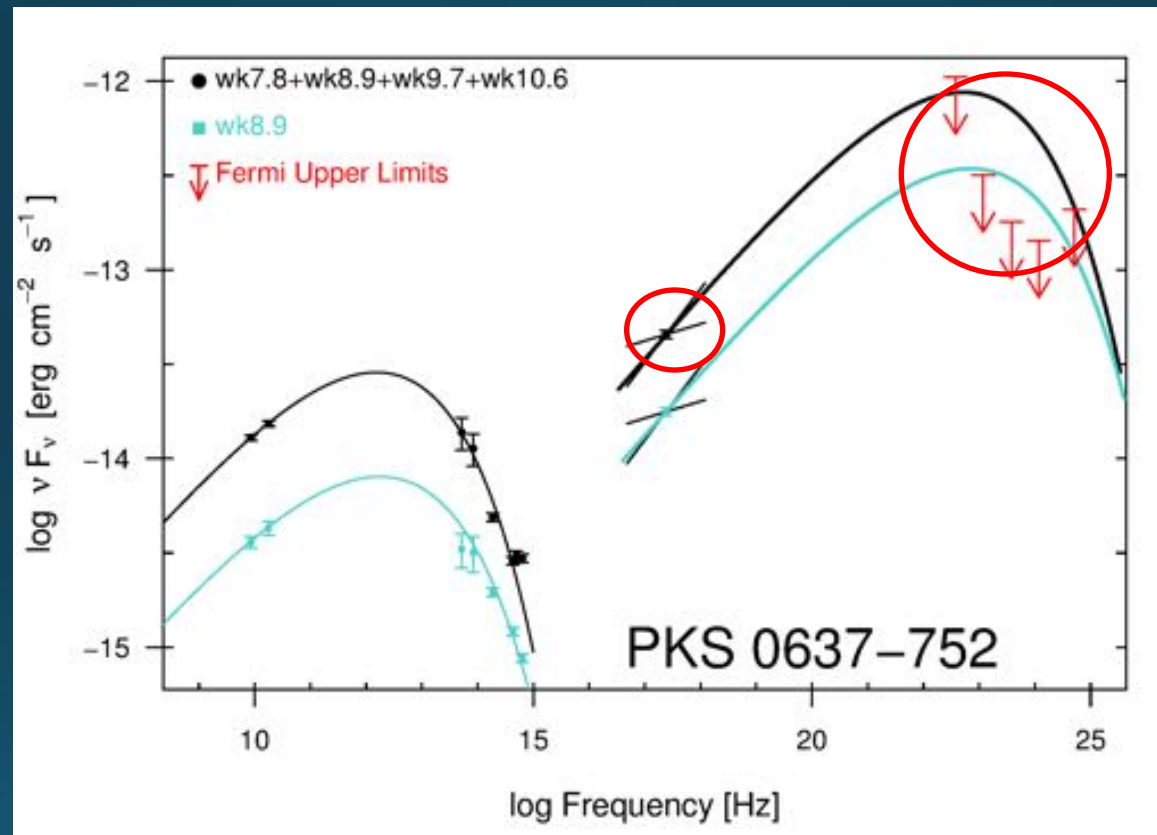 wk7.8+wk8.9+wk9.7+wk10.6
wk8.9
Fermi Upper Limits
−12
−13
−14
−15
log ν Fν [erg cm−2 s−1]
PKS 0637−752
10 15 20 25
log Frequency [Hz]